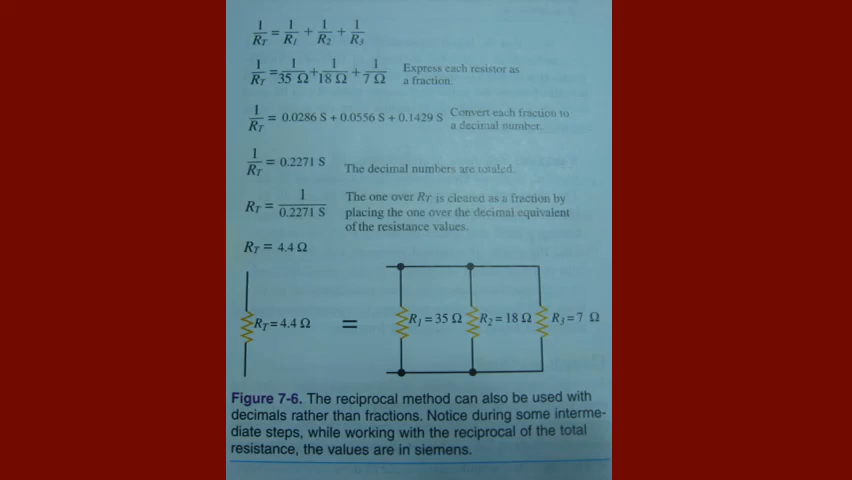 1/R_T = 1/R_1 + 1/R_2 + 1/R_3
1/R_T = 1/35 Ω + 1/18 Ω + 1/7 Ω Express each resistor as
a fraction.
1/R_T = 0.0286 S + 0.0556 S + 0.1429 S Convert each fraction to
a decimal number.
1/R_T = 0.2271 S The decimal numbers are totaled.
R_T = 1/0.2271 S The one over R_T is cleared as a fraction by
placing the one over the decimal equivalent
of the resistance values.
R_T = 4.4 Ω
R_T = 4.4 Ω = R_1 = 35 Ω R_2 = 18 Ω R_3 = 7 Ω
Figure 7-6. The reciprocal method can also be used with
decimals rather than fractions. Notice during some interme-
diate steps, while working with the reciprocal of the total
resistance, the values are in siemens.